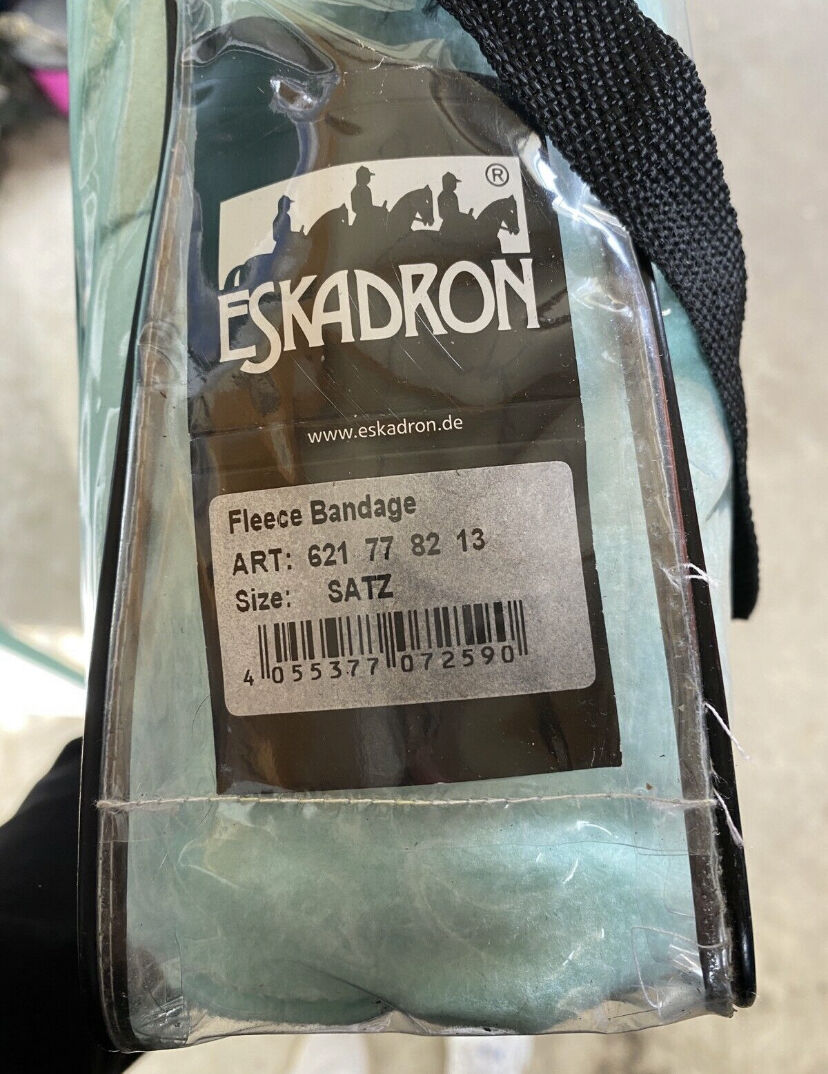 ®
ESKADRON
www.eskadron.de
Fleece Bandage
ART: 621 77 82 13
Size: SATZ
4 055377 072590